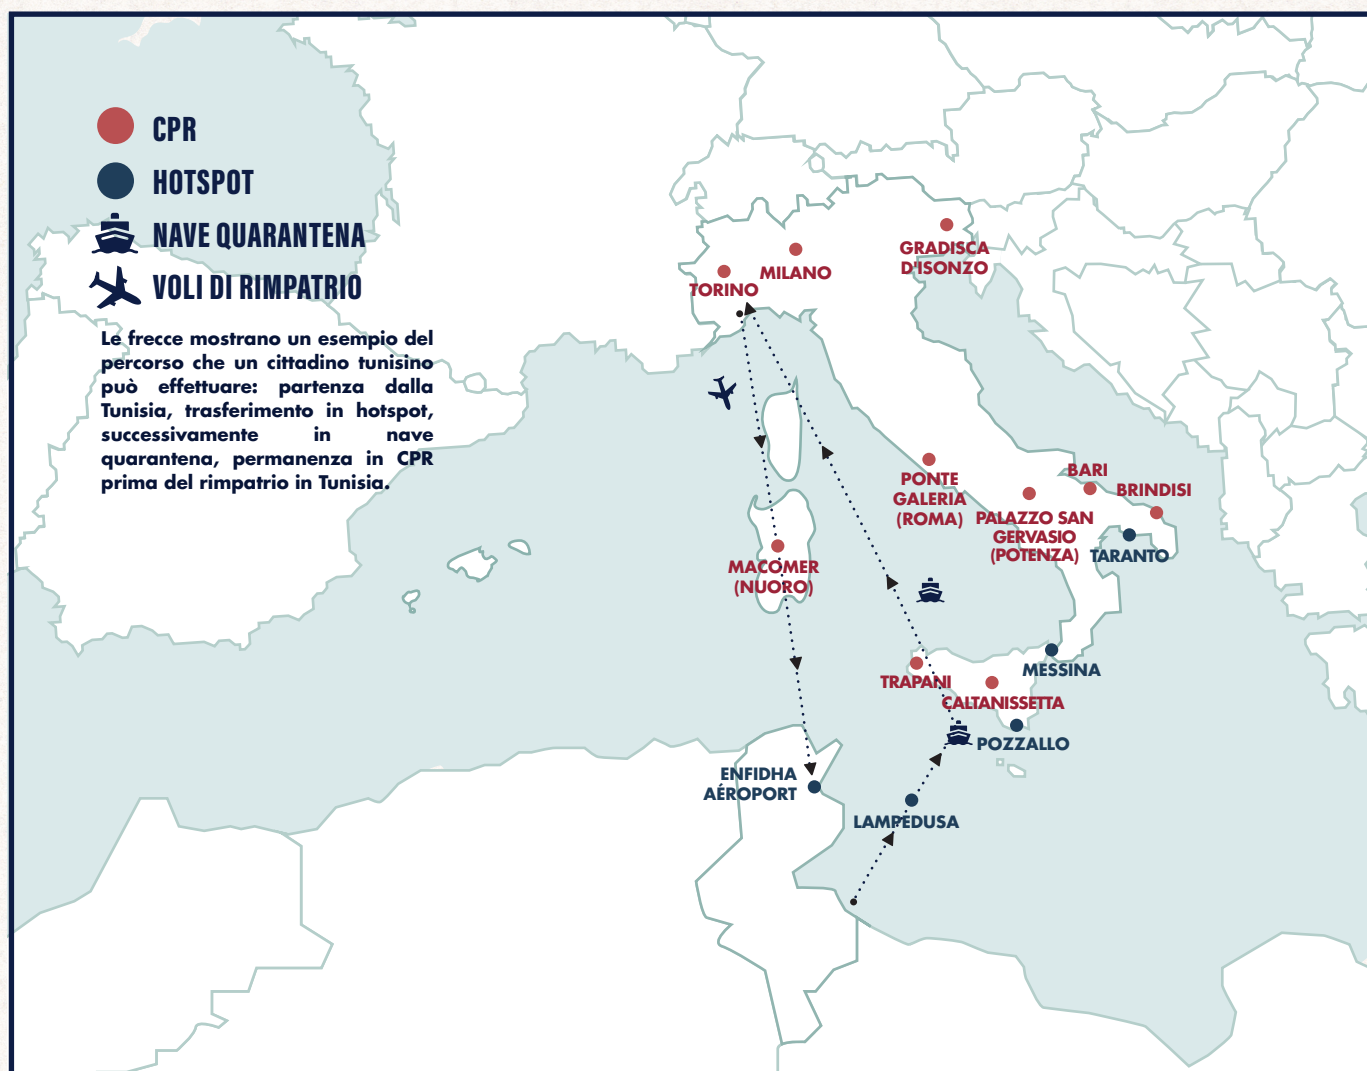 CPR
HOTSPOT
NAVE QUARANTENA
VOLI DI RIMPATRIO
Le frecce mostrano un esempio del
percorso che un cittadino tunisino
può effettuare: partenza dalla
Tunisia, trasferimento in hotspot,
successivamente in nave
quarantena, permanenza in CPR
prima del rimpatrio in Tunisia.
GRADISCA
D'ISONZO
MILANO
TORINO
PONTE
GALERIA
(ROMA)
BARI
BRINDISI
PALAZZO SAN
GERVASIO
(POTENZA)
TARANTO
MACOMER
(NUORO)
MESSINA
TRAPANI
CALTANISSETTA
POZZALLO
ENFIDHA
AÉROPORT
LAMPEDUSA